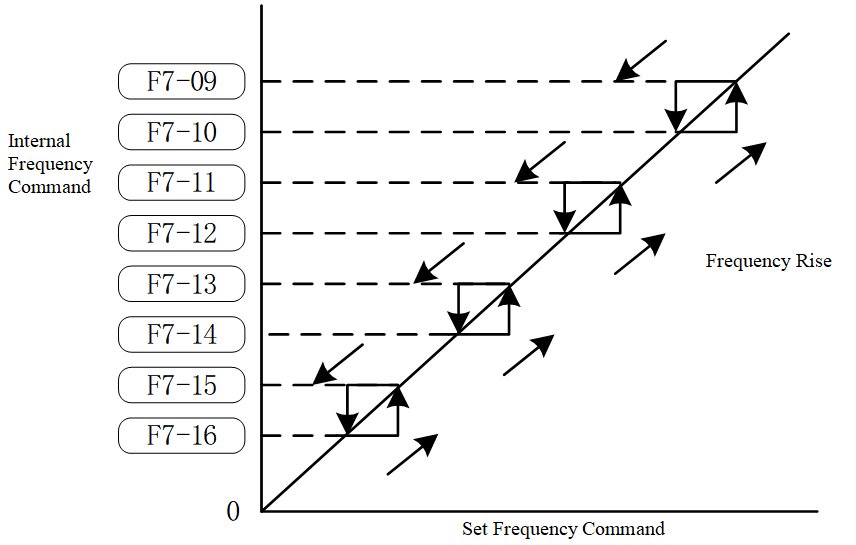 F7-09
F7-10
Internal
Frequency
Command
F7-11
F7-12
Frequency Rise
F7-13
F7-14
F7-15
F7-16
0
Set Frequency Command